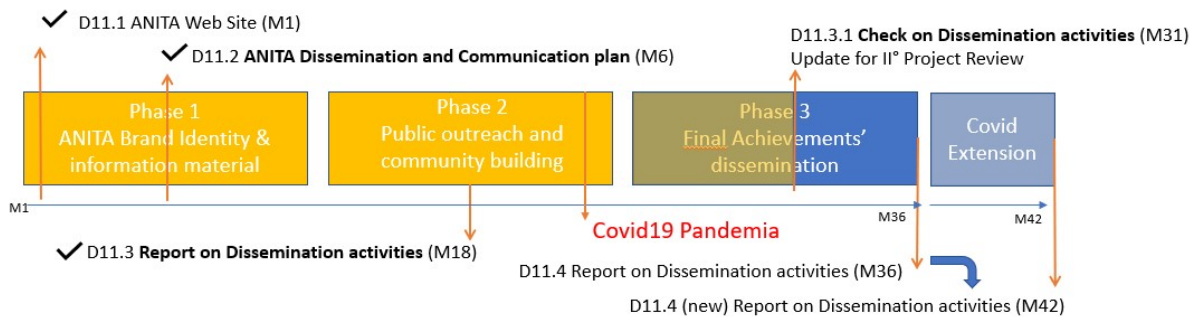 D11.1 ANITA Web Site (M1)
D11.2 ANITA Dissemination and Communication plan (M6)
D11.3.1 Check on Dissemination activities (M31)
Update for II° Project Review
Phase 1
ANITA Brand Identity &
information material
Phase 2
Public outreach and
community building
Phase 3
Final Achievements’
dissemination
Covid
Extension
M1
M36
M42
Covid19 Pandemia
D11.3 Report on Dissemination activities (M18)
D11.4 Report on Dissemination activities (M36)
D11.4 (new) Report on Dissemination activities (M42)